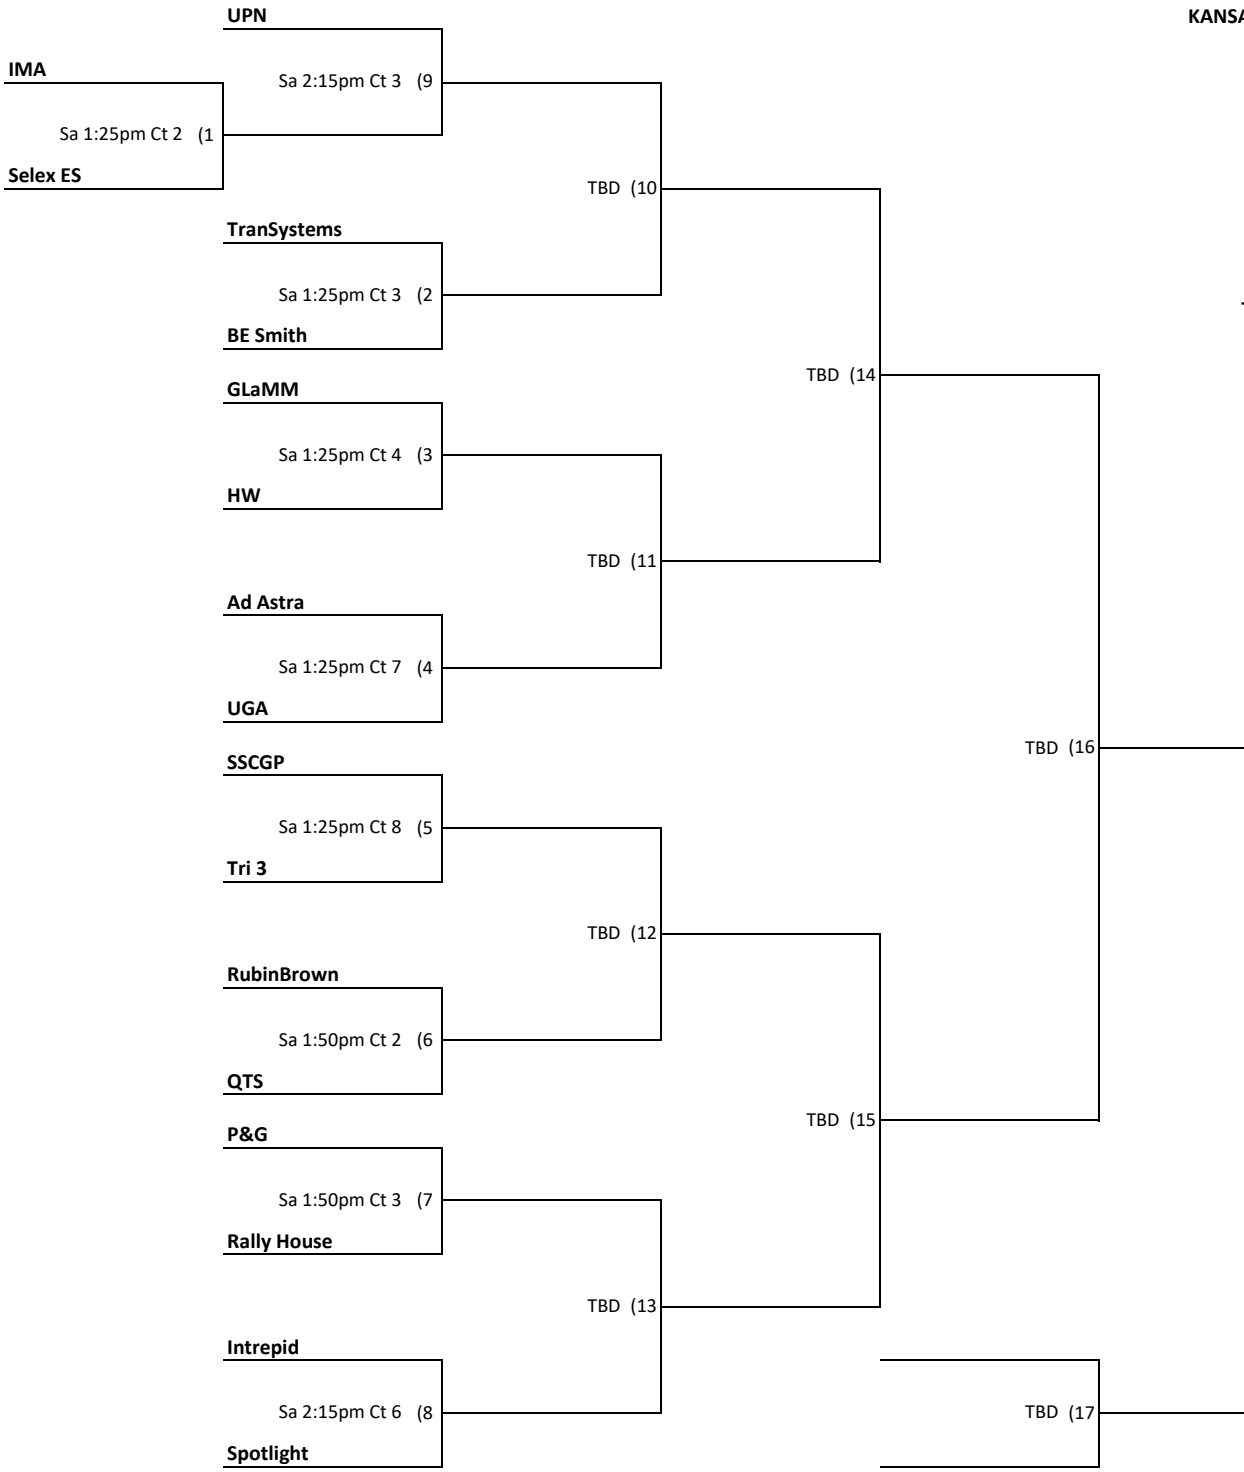 UPN
KANSA
IMA
Sa 2:15pm Ct 3 (9
Sa 1:25pm Ct 2 (1
Selex ES
TBD (10
TranSystems
Sa 1:25pm Ct 3 (2
BE Smith
TBD (14
GLaMM
Sa 1:25pm Ct 4 (3
HW
TBD (11
Ad Astra
Sa 1:25pm Ct 7 (4
UGA
TBD (16
SSCGP
Sa 1:25pm Ct 8 (5
Tri 3
TBD (12
RubinBrown
Sa 1:50pm Ct 2 (6
QTS
TBD (15
P&G
Sa 1:50pm Ct 3 (7
Rally House
TBD (13
Intrepid
Sa 2:15pm Ct 6 (8
TBD (17
Spotlight